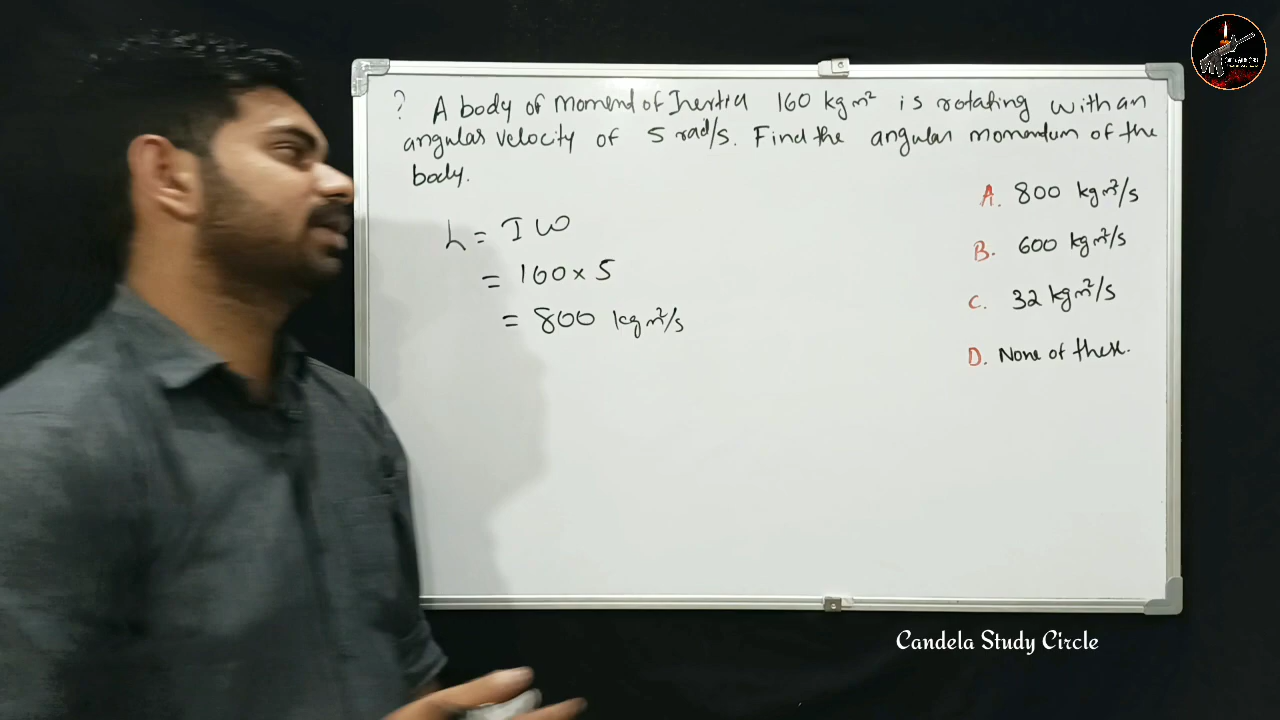 ? A body of moment of Inertia 160 kg m² is rotating with an
angular velocity of 5 rad/s. Find the angular momentum of the
body.
L = I ω
= 160 × 5
= 800 kg m²/s
A. 800 kg m²/s
B. 600 kg m²/s
C. 32 kg m²/s
D. None of these.
Candela Study Circle